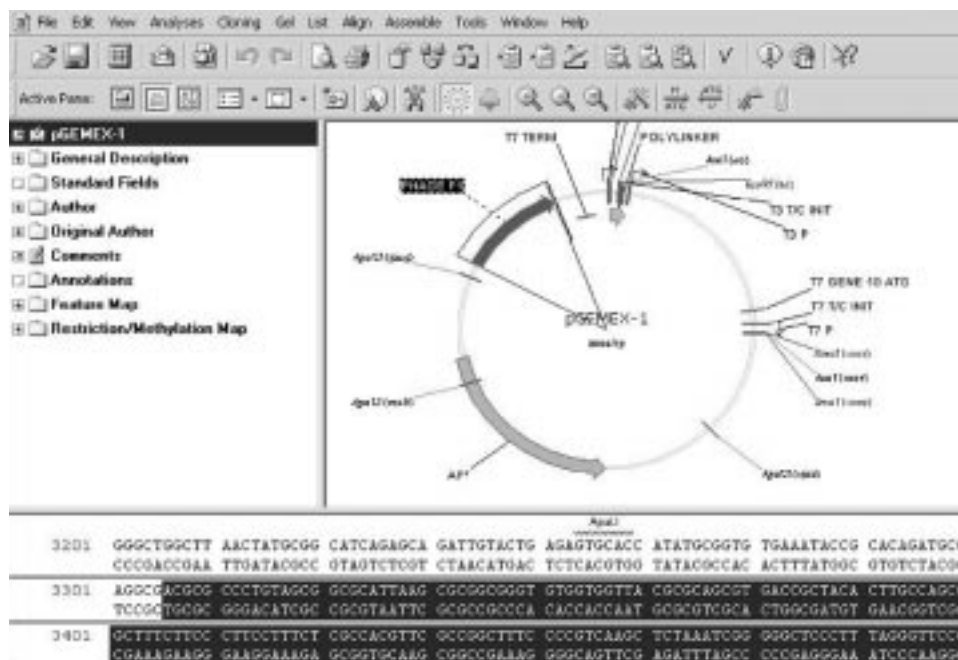 File Edit View Analyses Cloning Gel List Align Assemble Tools Window Help
Active Pane:
pGEMEX-1
General Description
Standard Fields
Author
Original Author
Comments
Annotations
Feature Map
Restriction/Methylation Map
T7 TERM
POLYLINKER
T3 T/C INIT
T3 P
T7 GENE 10 ATG
T7 T/C INIT
T7 P
pGEMEX-1
ApaLI
3201 GGGCTGGCTT AACTATGCGG CATCAGAGCA GATTGTACTG AGAGTGCACC ATATGCGGTG TGAAATACCG CACAGATGC
CCCGACCGAA TTGATACGCC GTAGTCTCGT CTAACATGAC TCTCACGTGG TATACGCCAC ACTTTATGGC GTGTCTACG
3301 AGGCGACGCG CCCTGTAGCG GCGCATTAAG CGCGGCGGGT GTGGTGGTTA CGCGCAGCGT GACCGCTACA CTTGCCAGC
TCCGCTGCGC GGGACATCGC CGCGTAATTC GCGCCGCCCA CACCACCAAT GCGCGTCGCA CTGGCGATGT GAACGGTCG
3401 GCTTTCTTCC CTTCCTTTCT CGCCACGTTC GCCGGCTTTC CCCGTCAAGC TCTAAATCGG GGGCTCCCTT TAGGGTTCC
CGAAAGAAGG GAAGGAAAGA GCGGTGCAAG CGGCCGAAAG GGGCAGTTCG AGATTTAGCC CCCGAGGGAA ATCCCAAGG